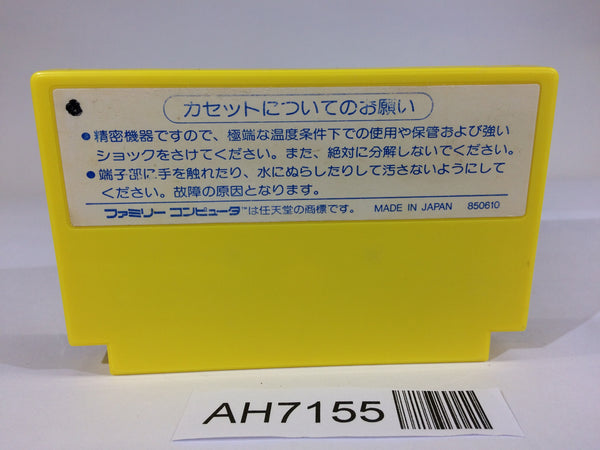 カセットについてのお願い
●精密機器ですので、極端な温度条件下での使用や保管および強い
ショックをさけてください。また、絶対に分解しないでください。
●端子部に手を触れたり、水にぬらしたりして汚さないようにして
ください。故障の原因となります。
ファミリーコンピュータ™は任天堂の商標です。 MADE IN JAPAN 850610
AH7155